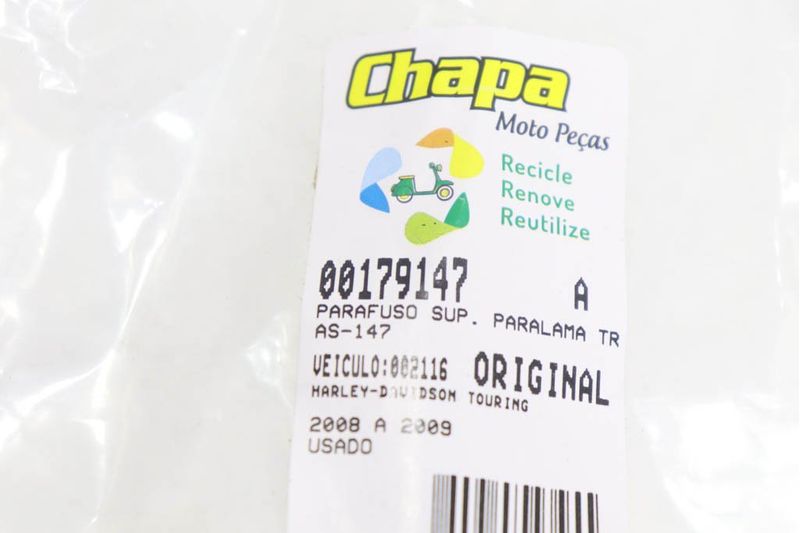 Chapa
Moto Peças
Recicle
Renove
Reutilize
00179147 A
PARAFUSO SUP. PARALAMA TR
AS-147
VEICULO:002116 ORIGINAL
HARLEY-DAVIDSON TOURING
2008 A 2009
USADO